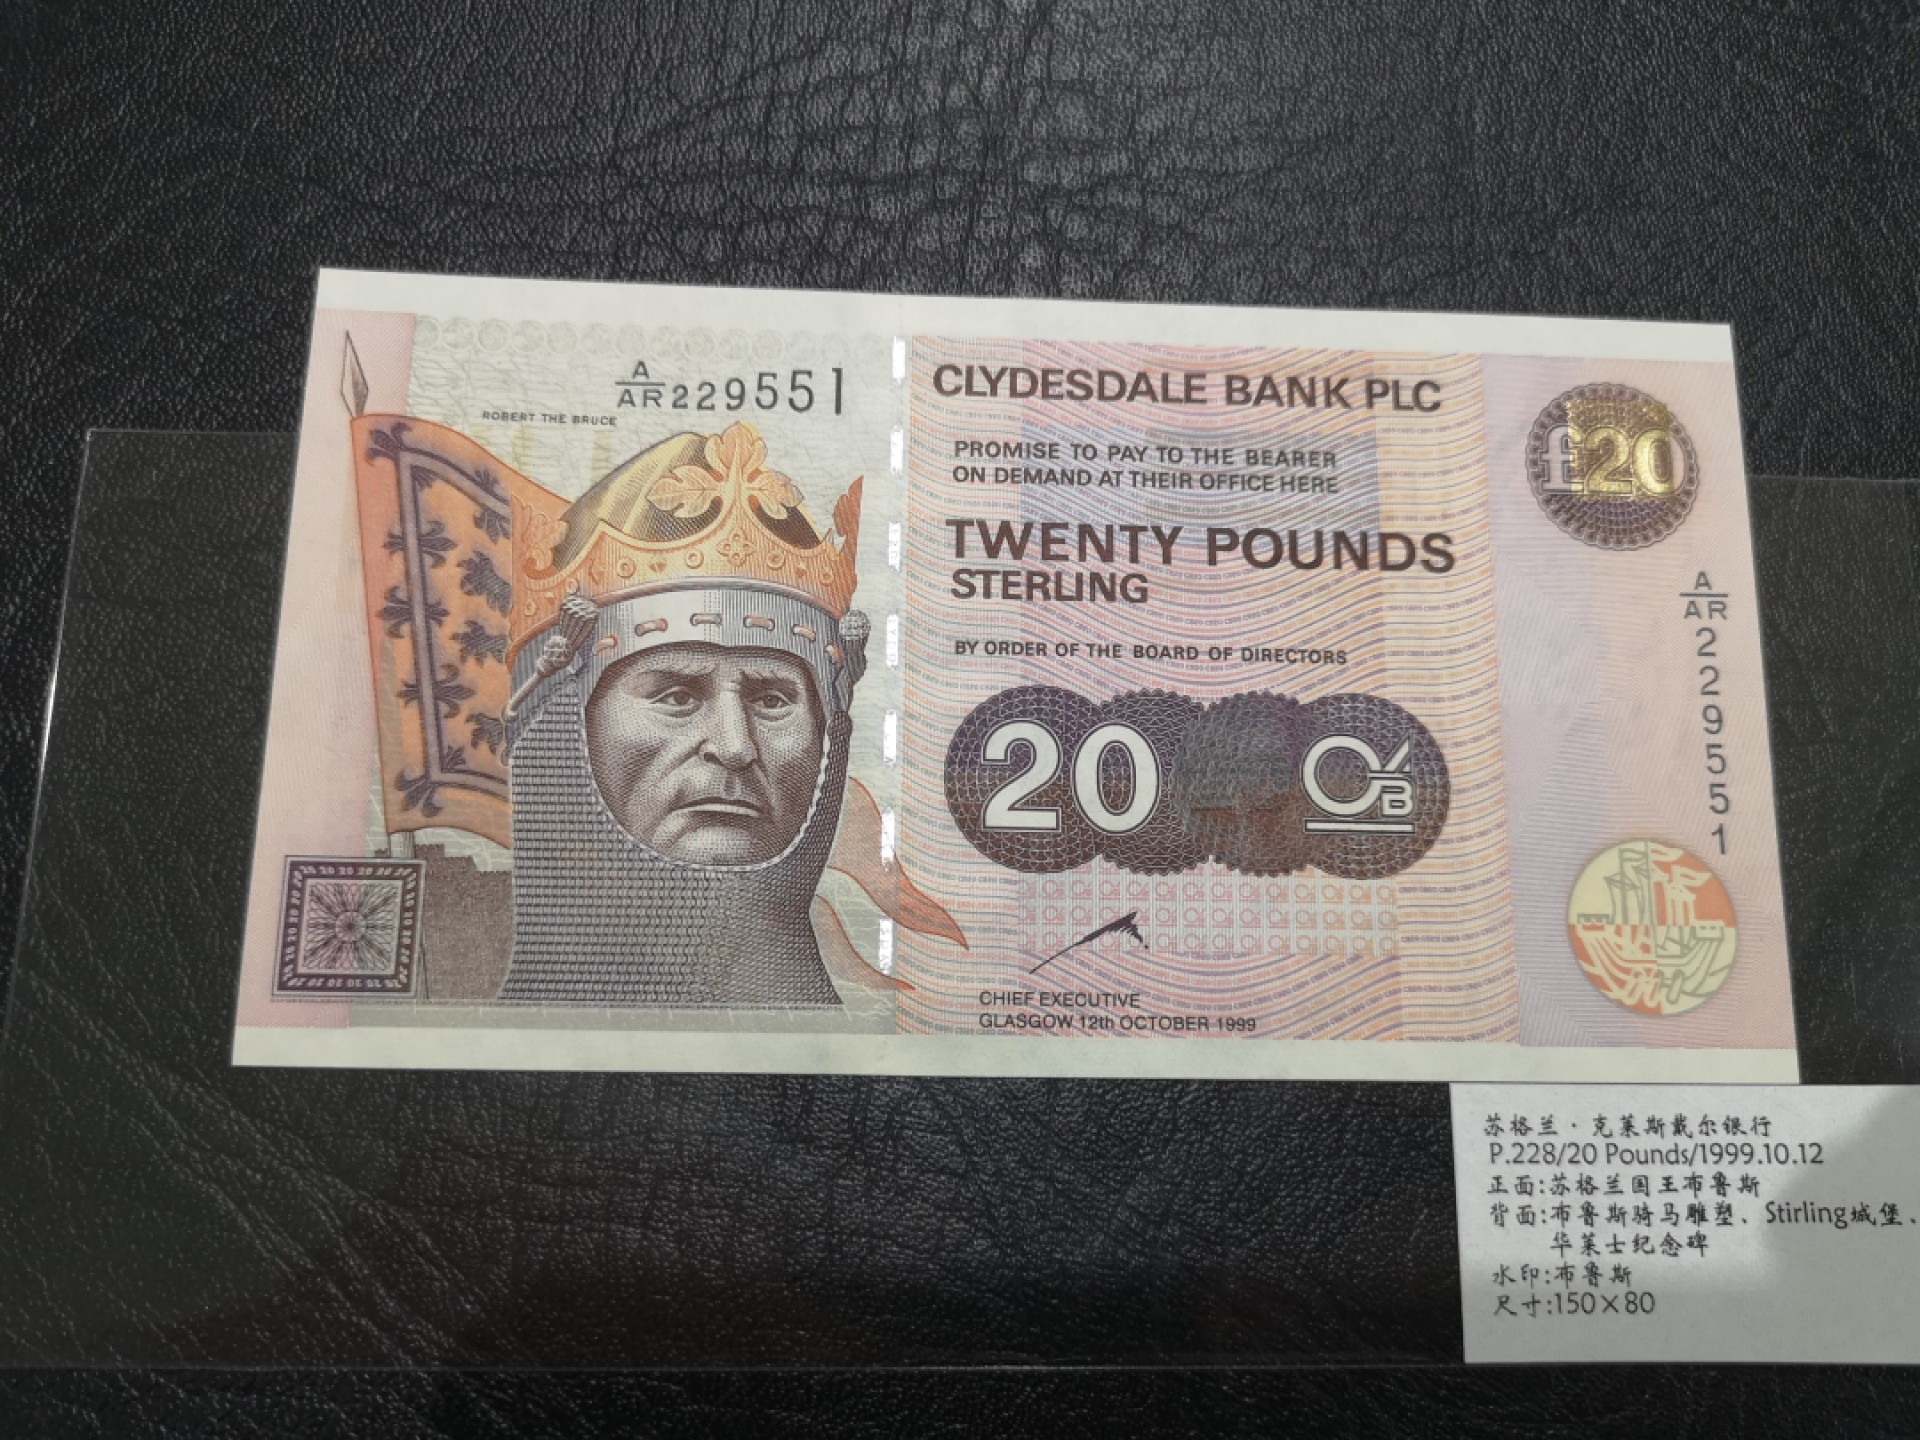 A
AR 229551
ROBERT THE BRUCE
CLYDESDALE BANK PLC
PROMISE TO PAY TO THE BEARER
ON DEMAND AT THEIR OFFICE HERE
TWENTY POUNDS
STERLING
BY ORDER OF THE BOARD OF DIRECTORS
20
CB
CHIEF EXECUTIVE
GLASGOW 12th OCTOBER 1999
£20
A
AR
229551
苏格兰·克莱斯戴尔银行
P.228/20 Pounds/1999.10.12
正面:苏格兰国王布鲁斯
背面:布鲁斯骑马雕塑、Stirling城堡、
华莱士纪念碑
水印:布鲁斯
尺寸:150×80